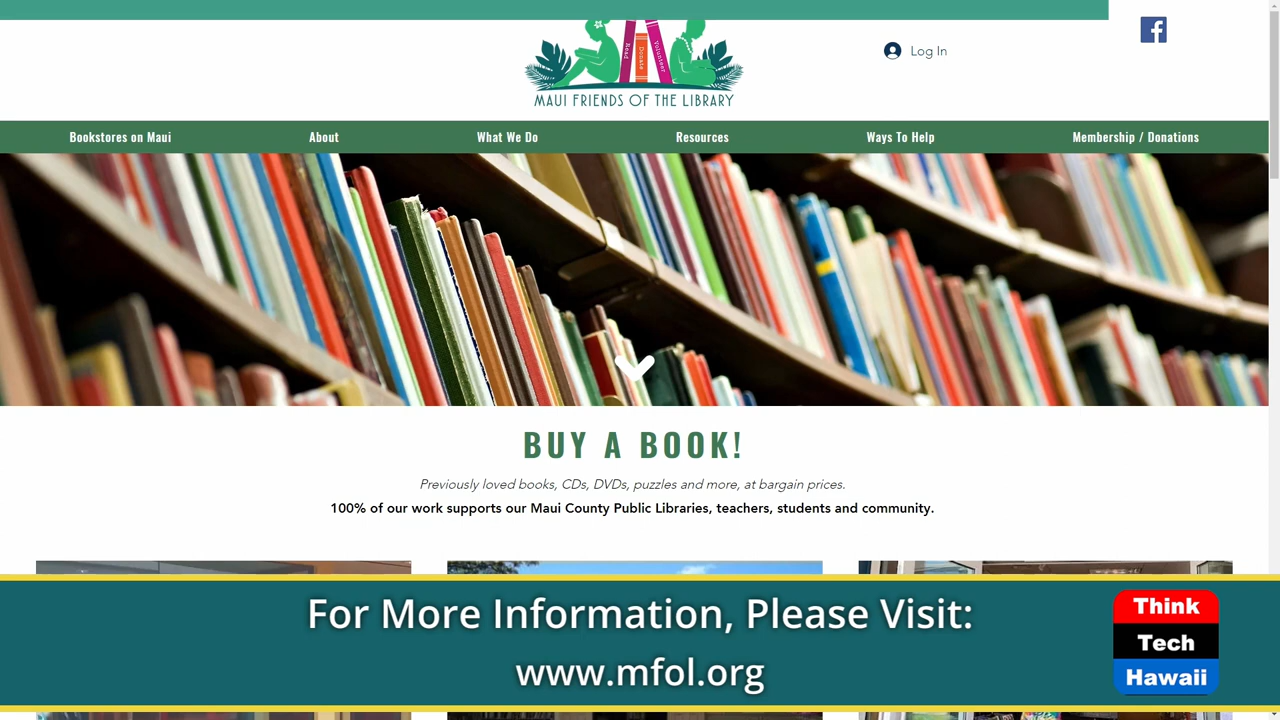 Read
Donate
Volunteer
MAUI FRIENDS OF THE LIBRARY
Log In
Bookstores on Maui
About
What We Do
Resources
Ways To Help
Membership / Donations
BUY A BOOK!
Previously loved books, CDs, DVDs, puzzles and more, at bargain prices.
100% of our work supports our Maui County Public Libraries, teachers, students and community.
For More Information, Please Visit:
www.mfol.org
Think
Tech
Hawaii